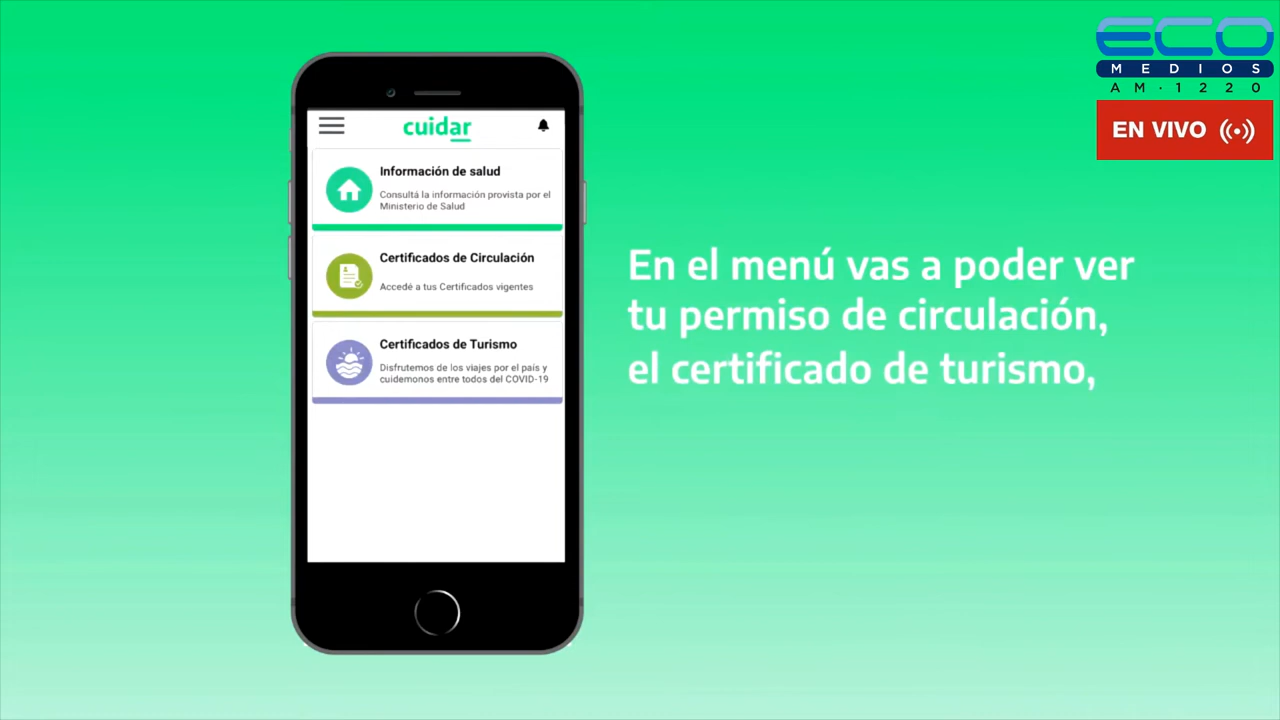 ECO
MEDIOS
AM·1220
EN VIVO
cuidar
Información de salud
Consultá la información provista por el
Ministerio de Salud
Certificados de Circulación
Accedé a tus Certificados vigentes
Certificados de Turismo
Disfrutemos de los viajes por el país y
cuidemonos entre todos del COVID-19
En el menú vas a poder ver
tu permiso de circulación,
el certificado de turismo,